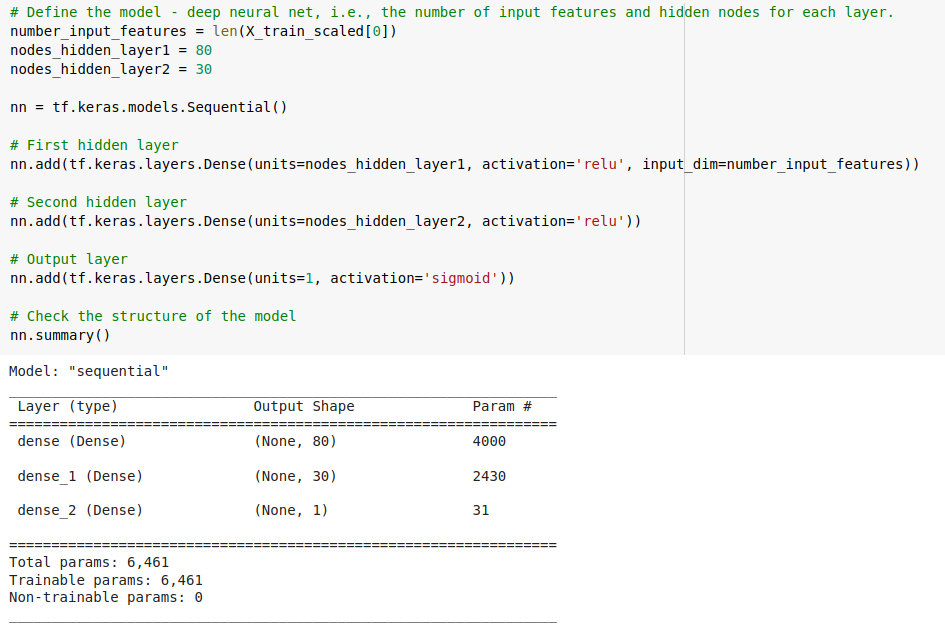 # Define the model - deep neural net, i.e., the number of input features and hidden nodes for each layer.
number_input_features = len(X_train_scaled[0])
nodes_hidden_layer1 = 80
nodes_hidden_layer2 = 30
nn = tf.keras.models.Sequential()
# First hidden layer
nn.add(tf.keras.layers.Dense(units=nodes_hidden_layer1, activation='relu', input_dim=number_input_features))
# Second hidden layer
nn.add(tf.keras.layers.Dense(units=nodes_hidden_layer2, activation='relu'))
# Output layer
nn.add(tf.keras.layers.Dense(units=1, activation='sigmoid'))
# Check the structure of the model
nn.summary()
Model: "sequential"
_________________________________________________________________
Layer (type) Output Shape Param #
=================================================================
dense (Dense) (None, 80) 4000
dense_1 (Dense) (None, 30) 2430
dense_2 (Dense) (None, 1) 31
=================================================================
Total params: 6,461
Trainable params: 6,461
Non-trainable params: 0
_________________________________________________________________